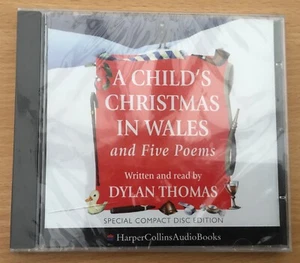 A CHILD'S
CHRISTMAS
IN WALES
and Five Poems
Written and read by
DYLAN THOMAS
SPECIAL COMPACT DISC EDITION
HarperCollinsAudioBooks